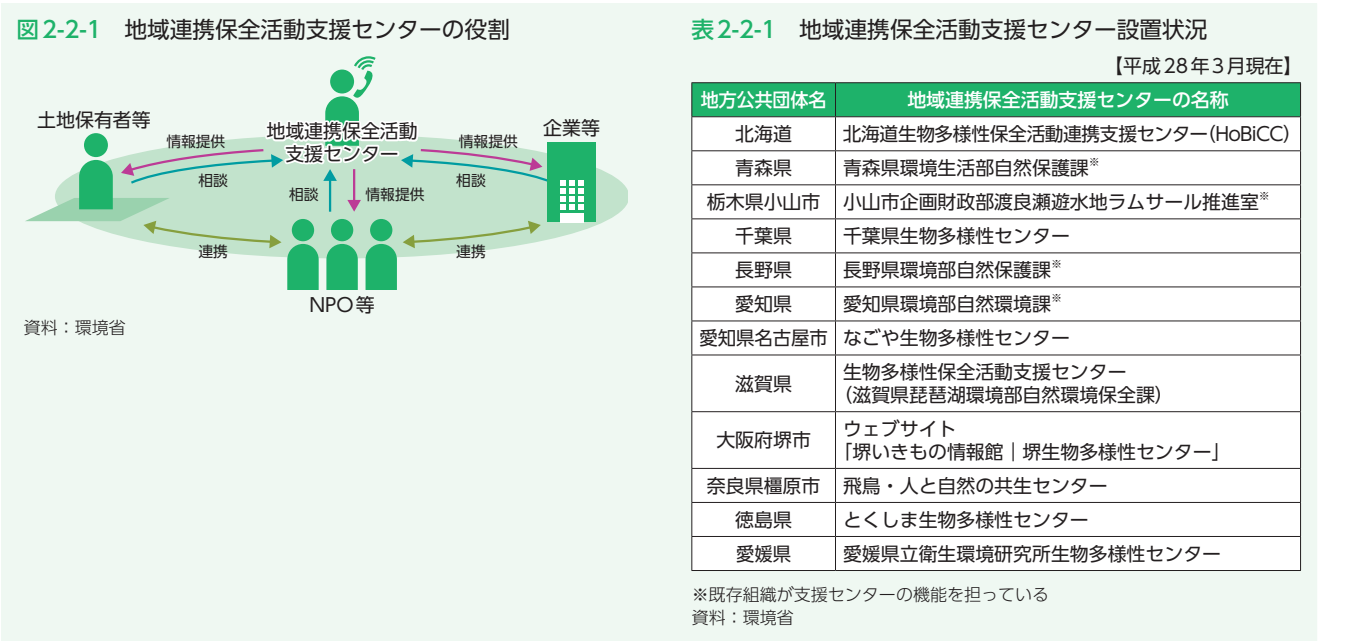 図2-2-1 地域連携保全活動支援センターの役割
土地保有者等
情報提供
相談
地域連携保全活動
支援センター
情報提供
相談
企業等
相談
情報提供
連携
連携
NPO等
資料：環境省
表2-2-1 地域連携保全活動支援センター設置状況
【平成28年3月現在】
地方公共団体名 地域連携保全活動支援センターの名称
北海道 北海道生物多様性保全活動連携支援センター（HoBiCC）
青森県 青森県環境生活部自然保護課※
栃木県小山市 小山市企画財政部渡良瀬遊水地ラムサール推進室※
千葉県 千葉県生物多様性センター
長野県 長野県環境部自然保護課※
愛知県 愛知県環境部自然環境課※
愛知県名古屋市 なごや生物多様性センター
滋賀県 生物多様性保全活動支援センター
（滋賀県琵琶湖環境部自然環境保全課）
大阪府堺市 ウェブサイト
「堺いきもの情報館｜堺生物多様性センター」
奈良県橿原市 飛鳥・人と自然の共生センター
徳島県 とくしま生物多様性センター
愛媛県 愛媛県立衛生環境研究所生物多様性センター
※既存組織が支援センターの機能を担っている
資料：環境省